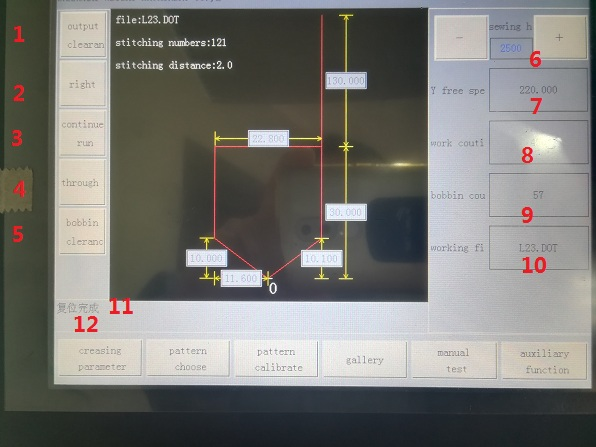 file:L23.DOT
stitching numbers:121
stitching distance:2.0
1
output
clearan
2
right
3
continue
run
4
through
5
bobbin
cleranc
130.000
22.800
30.000
10.000
11.600
10.100
0
sewing h
-
2500
+
6
Y free spe
220.000
7
work couti
8
bobbin cou
57
9
working fi
L23.DOT
10
复位完成
11
12
creasing
parameter
pattern
choose
pattern
calibrate
gallery
manual
test
auxiliary
function